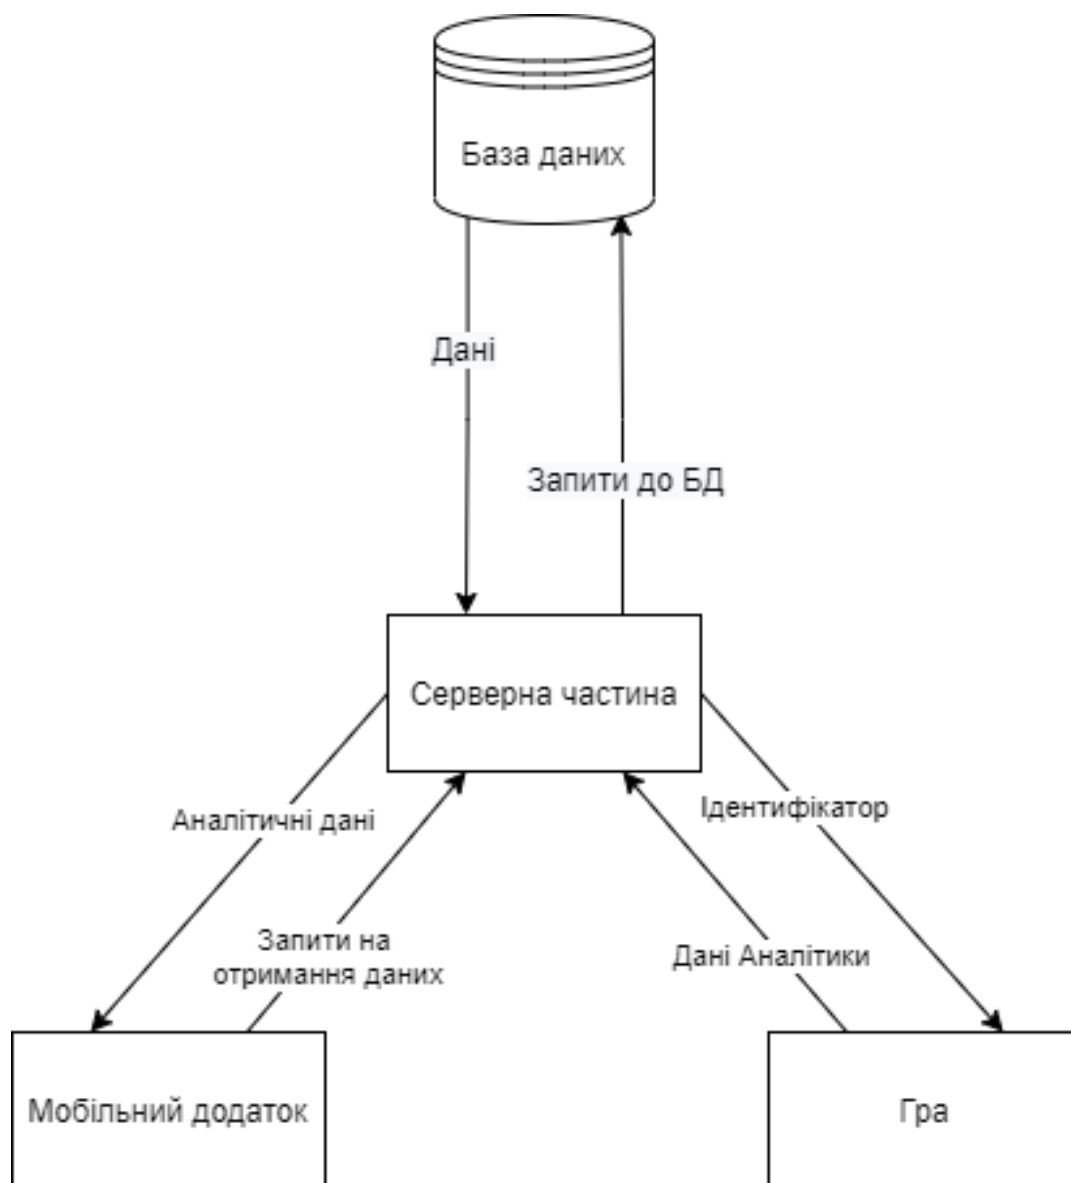 База даних
Дані
Запити до БД
Серверна частина
Аналітичні дані
Ідентифікатор
Запити на
отримання даних
Дані Аналітики
Мобільний додаток
Гра